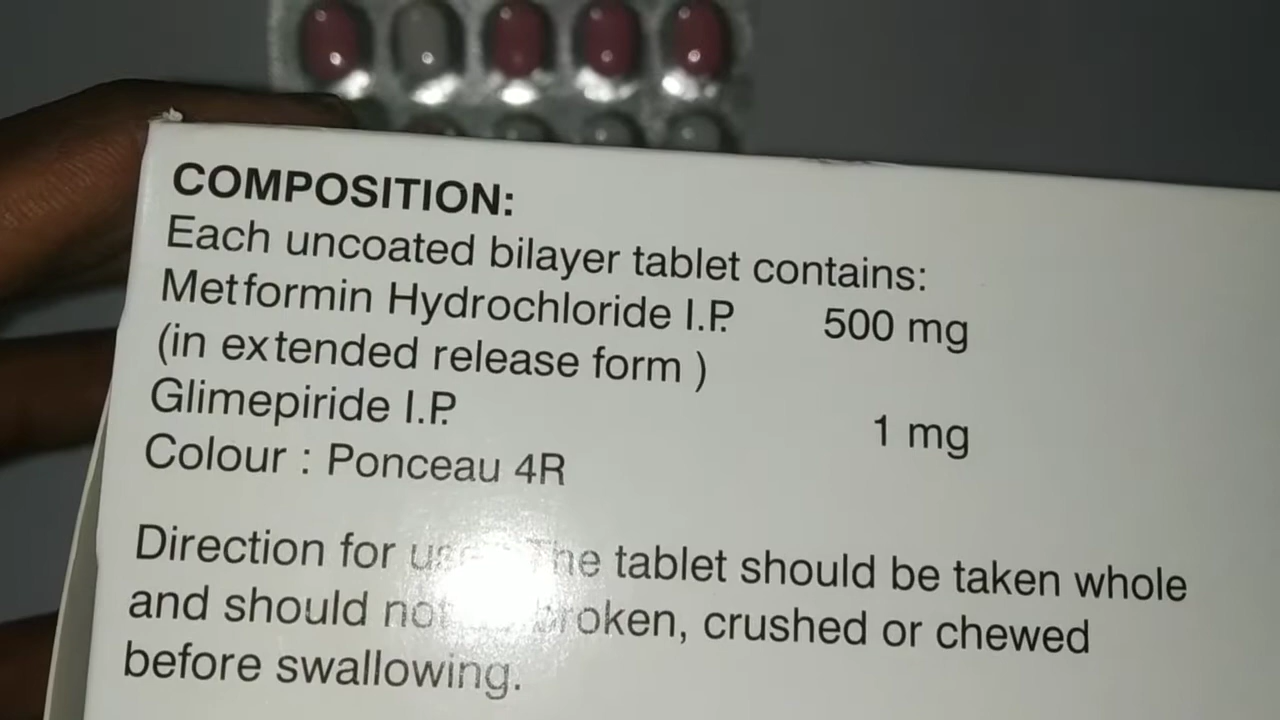 COMPOSITION:
Each uncoated bilayer tablet contains:
Metformin Hydrochloride I.P. 500 mg
(in extended release form )
Glimepiride I.P. 1 mg
Colour : Ponceau 4R
Direction for The tablet should be taken whole
and should not broken, crushed or chewed
before swallowing.